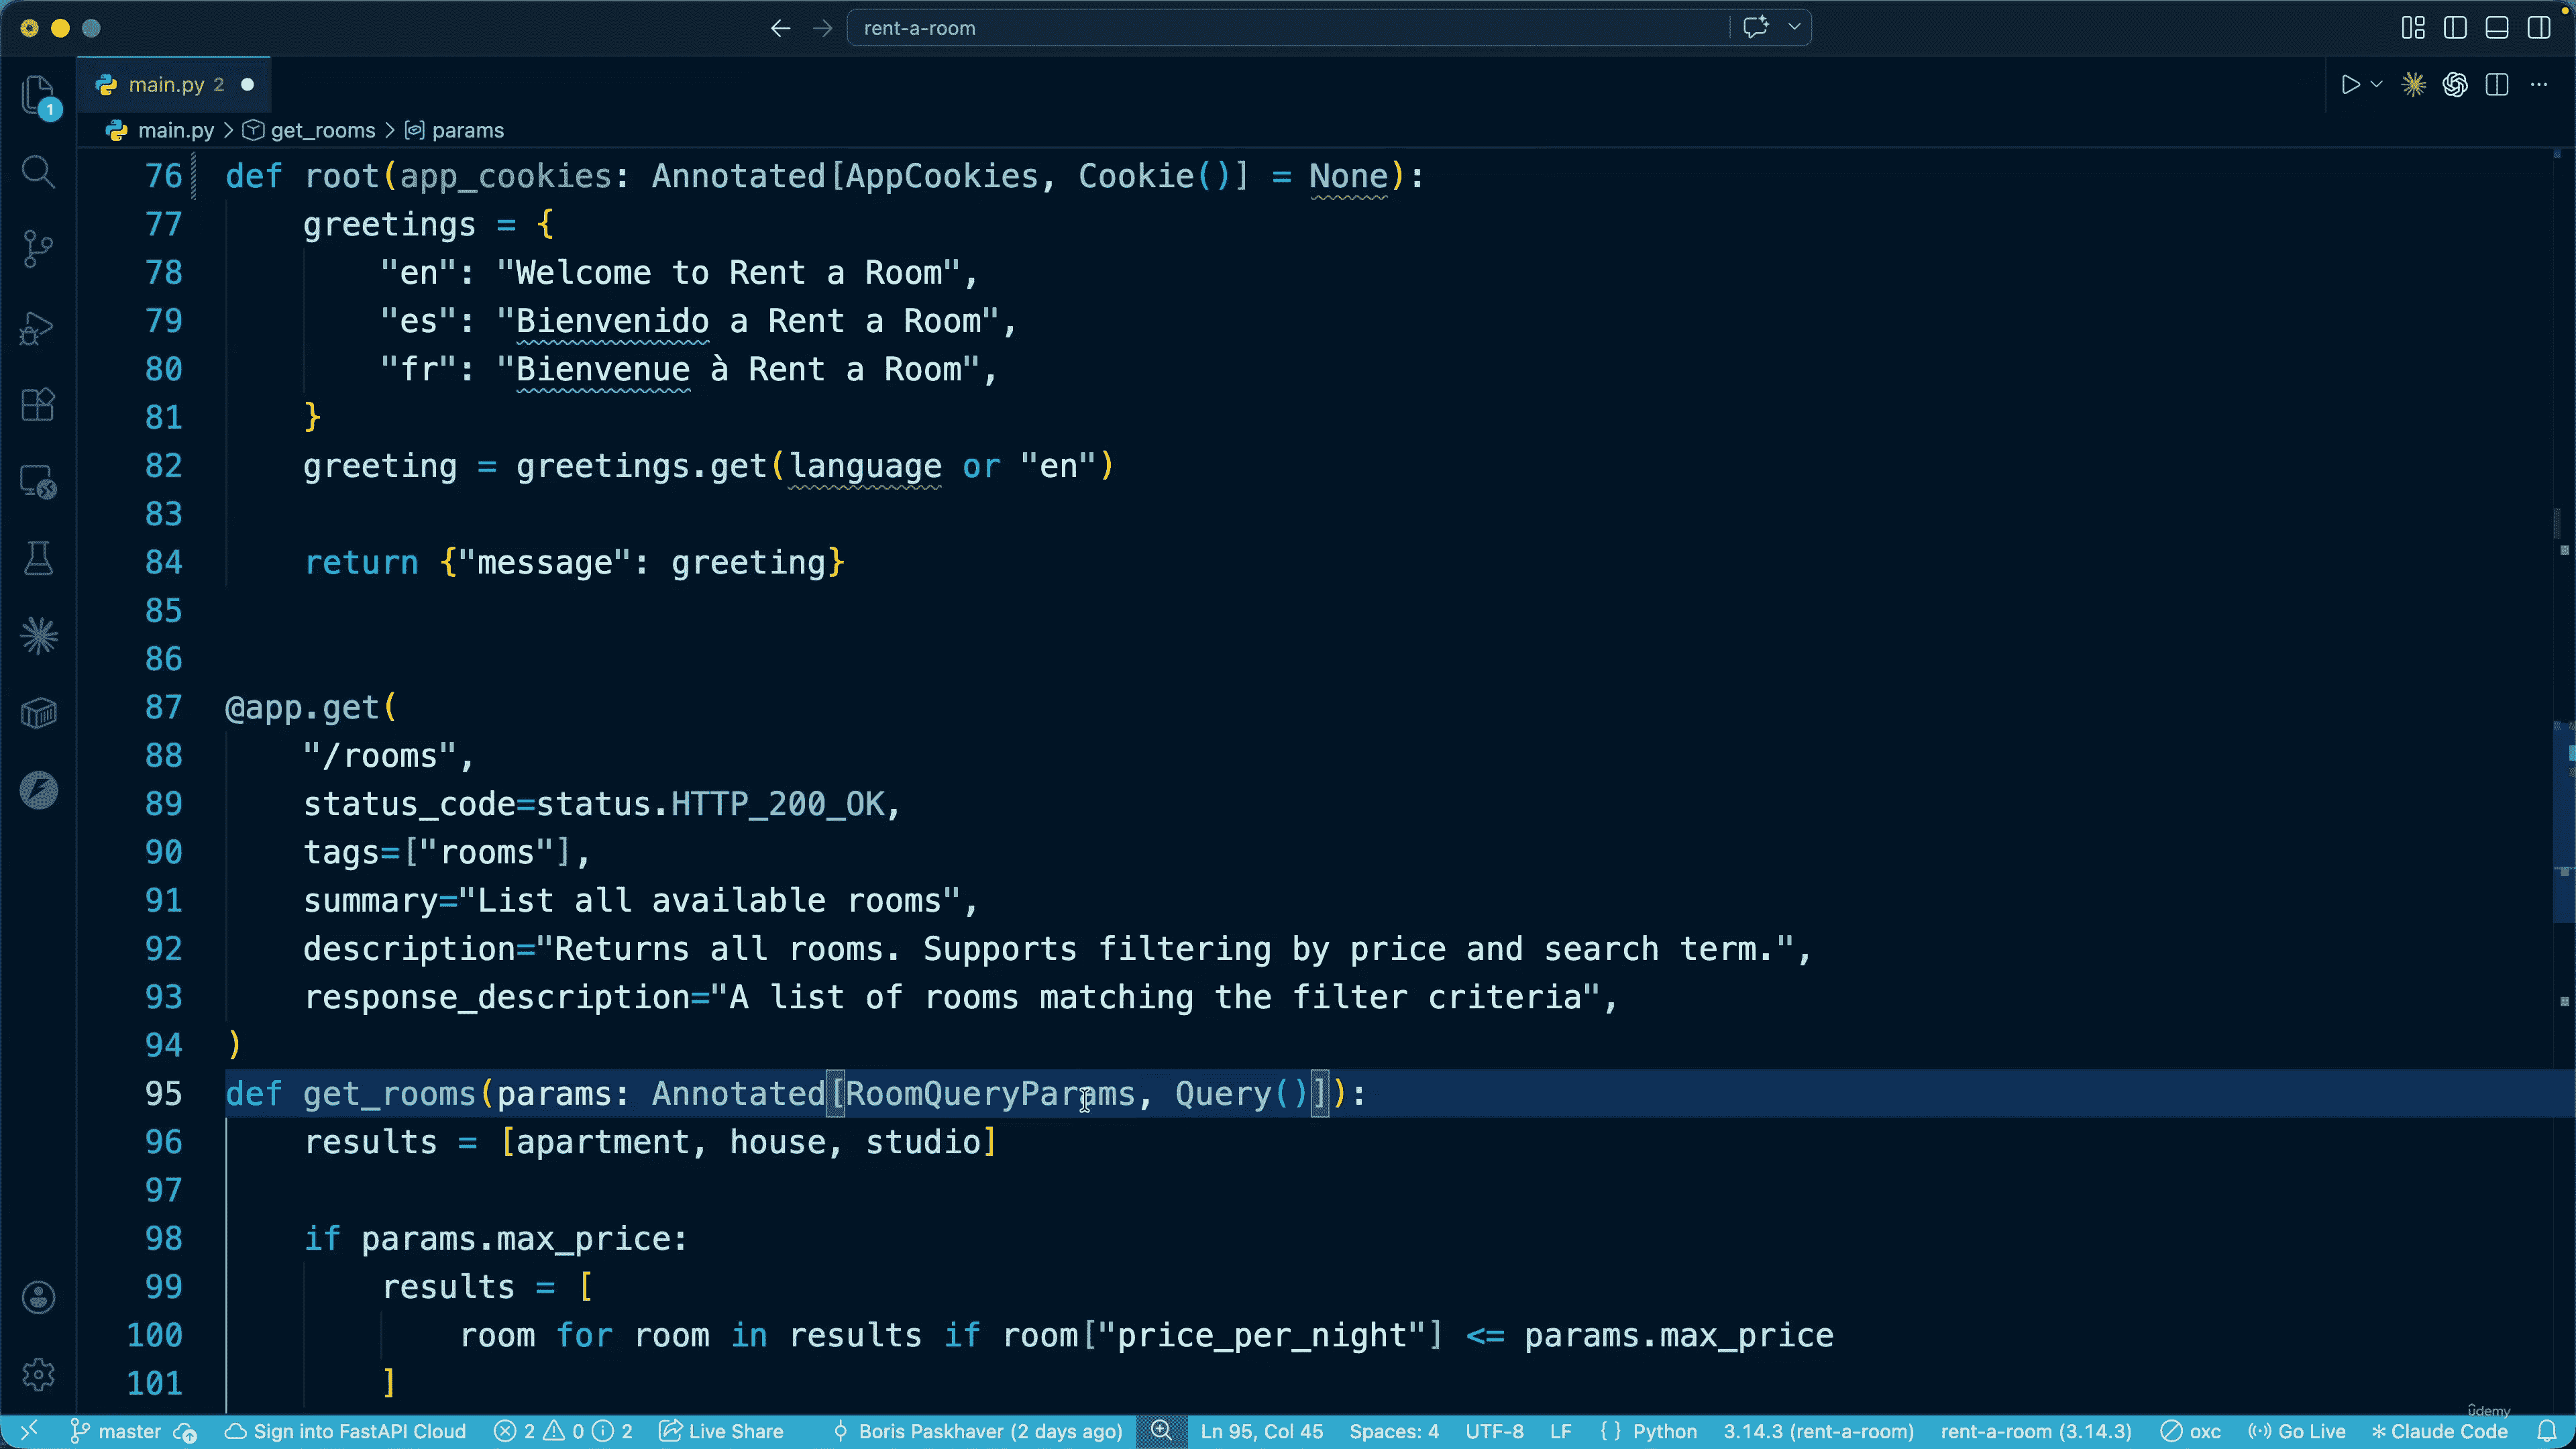 rent-a-room
main.py 2
1
main.py > get_rooms > params
76 def root(app_cookies: Annotated[AppCookies, Cookie()] = None):
77 greetings = {
78 "en": "Welcome to Rent a Room",
79 "es": "Bienvenido a Rent a Room",
80 "fr": "Bienvenue à Rent a Room",
81 }
82 greeting = greetings.get(language or "en")
83
84 return {"message": greeting}
85
86
87 @app.get(
88 "/rooms",
89 status_code=status.HTTP_200_OK,
90 tags=["rooms"],
91 summary="List all available rooms",
92 description="Returns all rooms. Supports filtering by price and search term.",
93 response_description="A list of rooms matching the filter criteria",
94 )
95 def get_rooms(params: Annotated[RoomQueryParams, Query()]):
96 results = [apartment, house, studio]
97
98 if params.max_price:
99 results = [
100 room for room in results if room["price_per_night"] <= params.max_price
101 ]
ûdemy
master Sign into FastAPI Cloud 2 0 2 Live Share Boris Paskhaver (2 days ago) Ln 95, Col 45 Spaces: 4 UTF-8 LF { } Python 3.14.3 (rent-a-room) rent-a-room (3.14.3) oxc Go Live Claude Code